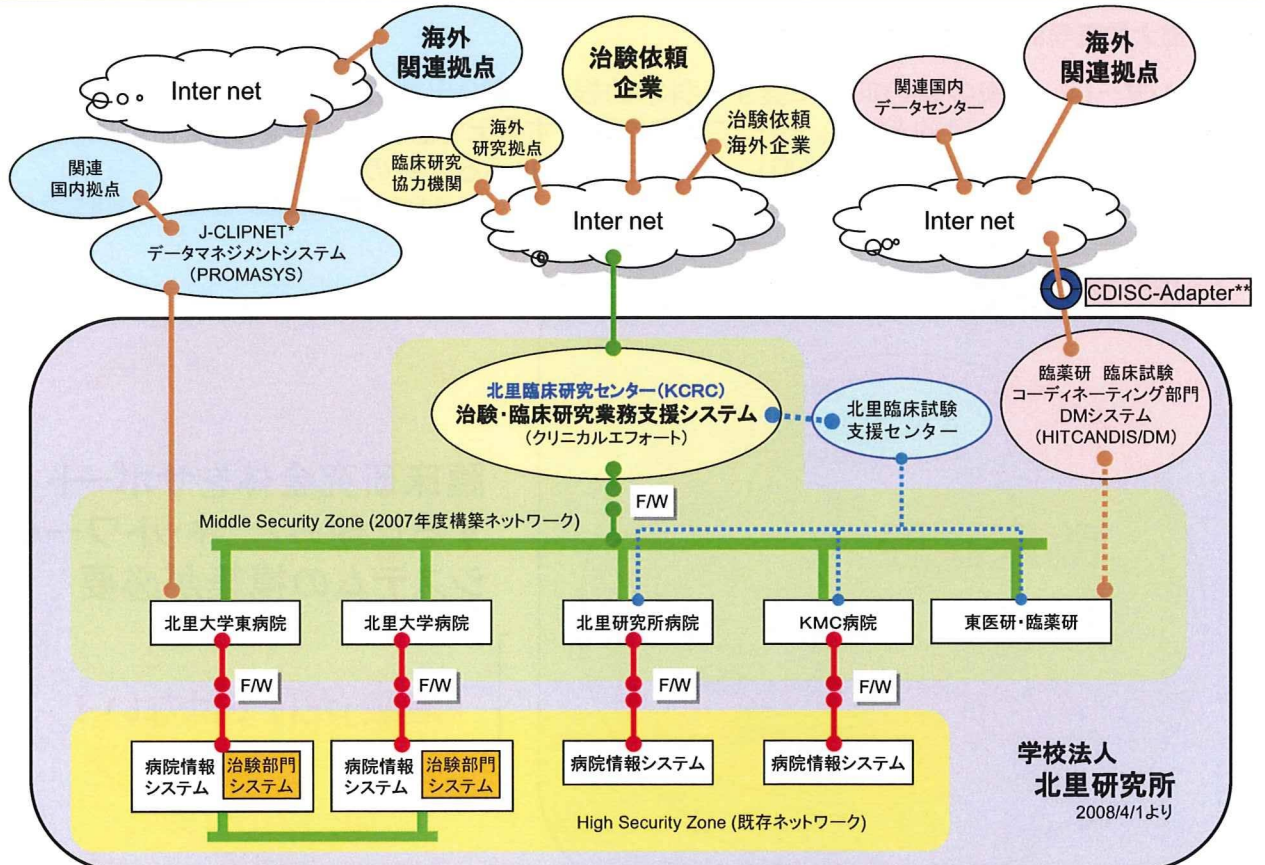 海外
関連拠点
Inter net
関連
国内拠点
J-CLIPNET*
データマネジメントシステム
(PROMASYS)
治験依頼
企業
海外
研究拠点
臨床研究
協力機関
治験依頼
海外企業
Inter net
海外
関連拠点
関連国内
データセンター
Inter net
CDISC-Adapter**
北里臨床研究センター(KCRC)
治験・臨床研究業務支援システム
(クリニカルエフォート)
北里臨床試験
支援センター
臨薬研 臨床試験
コーディネーティング部門
DMシステム
(HITCANDIS/DM)
F/W
Middle Security Zone (2007年度構築ネットワーク)
北里大学東病院
北里大学病院
北里研究所病院
KMC病院
東医研・臨薬研
F/W
F/W
F/W
F/W
病院情報
システム
治験部門
システム
病院情報
システム
治験部門
システム
病院情報システム
病院情報システム
High Security Zone (既存ネットワーク)
学校法人
北里研究所
2008/4/1より